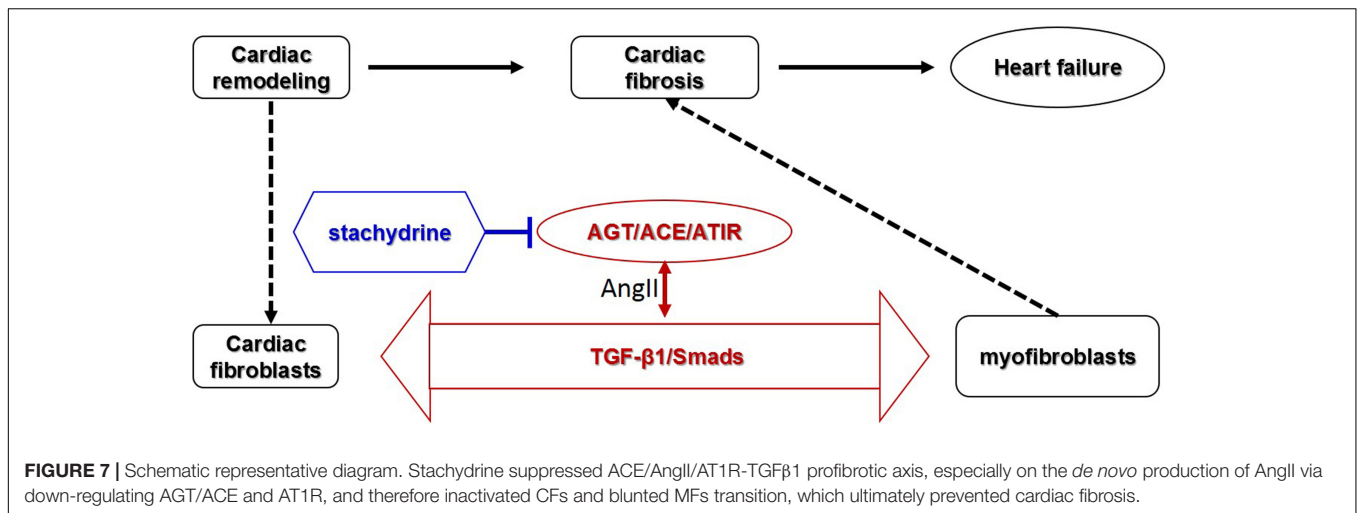 Cardiac
remodeling
Cardiac
fibrosis
Heart failure
stachydrine
AGT/ACE/ATIR
AngII
Cardiac
fibroblasts
TGF-β1/Smads
myofibroblasts
FIGURE 7 | Schematic representative diagram. Stachydrine suppressed ACE/AngII/AT1R-TGFβ1 profibrotic axis, especially on the de novo production of AngII via
down-regulating AGT/ACE and AT1R, and therefore inactivated CFs and blunted MFs transition, which ultimately prevented cardiac fibrosis.